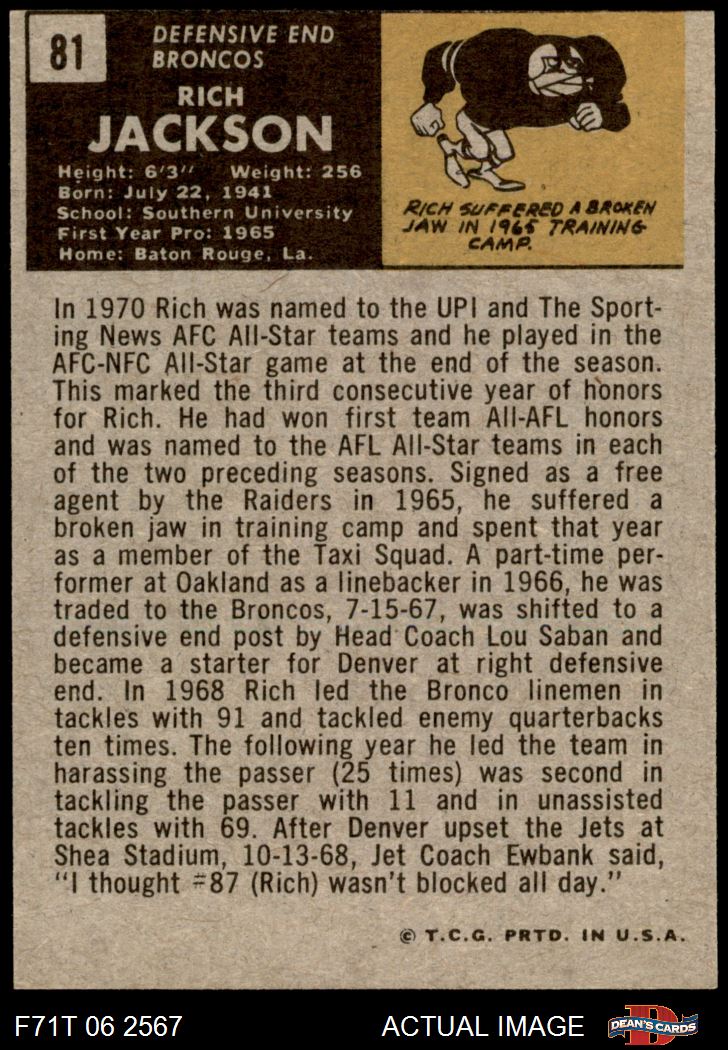 81
DEFENSIVE END
BRONCOS
RICH
JACKSON
Height: 6'3" Weight: 256
Born: July 22, 1941
School: Southern University
First Year Pro: 1965
Home: Baton Rouge, La.
RICH SUFFERED A BROKEN
JAW IN 1965 TRAINING
CAMP.
In 1970 Rich was named to the UPI and The Sport-
ing News AFC All-Star teams and he played in the
AFC-NFC All-Star game at the end of the season.
This marked the third consecutive year of honors
for Rich. He had won first team All-AFL honors
and was named to the AFL All-Star teams in each
of the two preceding seasons. Signed as a free
agent by the Raiders in 1965, he suffered a
broken jaw in training camp and spent that year
as a member of the Taxi Squad. A part-time per-
former at Oakland as a linebacker in 1966, he was
traded to the Broncos, 7-15-67, was shifted to a
defensive end post by Head Coach Lou Saban and
became a starter for Denver at right defensive
end. In 1968 Rich led the Bronco linemen in
tackles with 91 and tackled enemy quarterbacks
ten times. The following year he led the team in
harassing the passer (25 times) was second in
tackling the passer with 11 and in unassisted
tackles with 69. After Denver upset the Jets at
Shea Stadium, 10-13-68, Jet Coach Ewbank said,
"I thought #87 (Rich) wasn't blocked all day."
© T.C.G. PRTD. IN U.S.A.
F71T 06 2567 ACTUAL IMAGE D DEAN'S CARDS